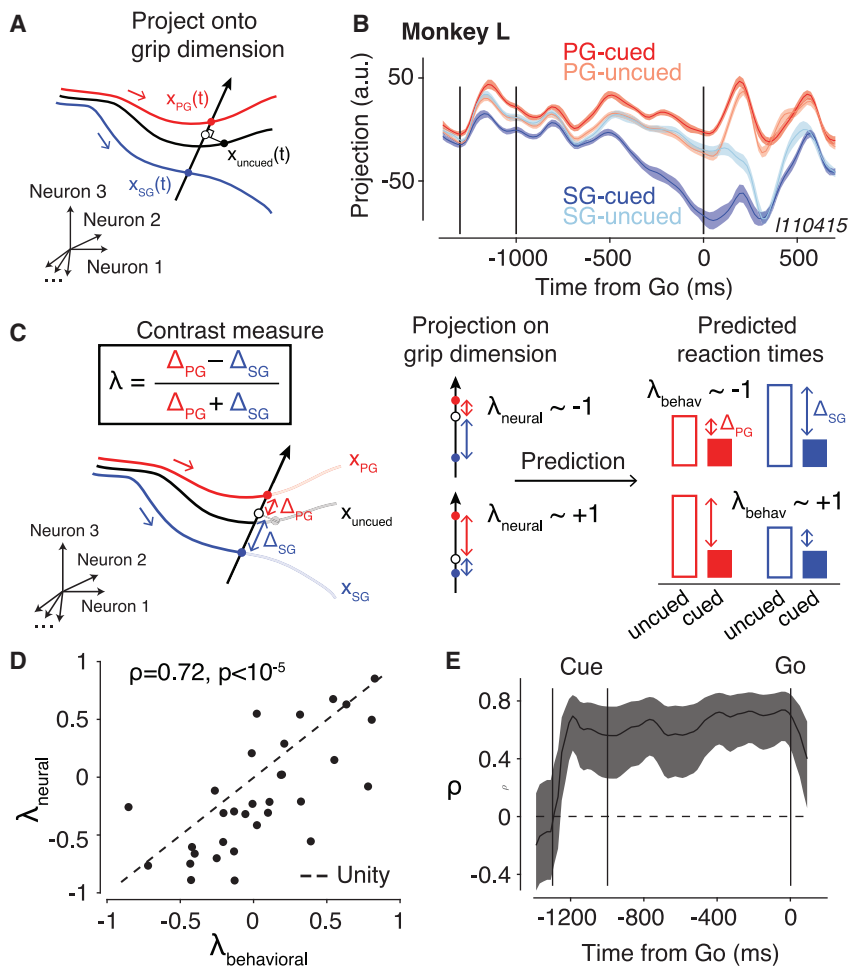 A
Project onto
grip dimension
x_PG(t)
x_uncued(t)
x_SG(t)
Neuron 3
Neuron 2
Neuron 1
...
B
Monkey L
PG-cued
PG-uncued
SG-cued
SG-uncued
l110415
Projection (a.u.)
50
-50
-1000
-500
0
500
Time from Go (ms)
C
Contrast measure
λ = (Δ_PG − Δ_SG) / (Δ_PG + Δ_SG)
x_PG
Δ_PG
x_uncued
Δ_SG
x_SG
Neuron 3
Neuron 2
Neuron 1
...
Projection on
grip dimension
λ_neural ~ -1
Prediction
λ_neural ~ +1
Predicted
reaction times
λ_behav ~ -1
Δ_PG
Δ_SG
λ_behav ~ +1
uncued
cued
uncued
cued
D
ρ=0.72, p<10^-5
1
0.5
0
-0.5
-1
λ_neural
Unity
-1
-0.5
0
0.5
1
λ_behavioral
E
Cue
Go
0.8
0.4
0
-0.4
ρ
ρ
-1200
-800
-400
0
Time from Go (ms)